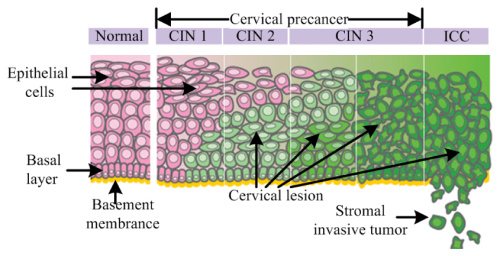 Cervical precancer
Normal
CIN 1
CIN 2
CIN 3
ICC
Epithelial
cells
Basal
layer
Basement
membrance
Cervical lesion
Stromal
invasive tumor